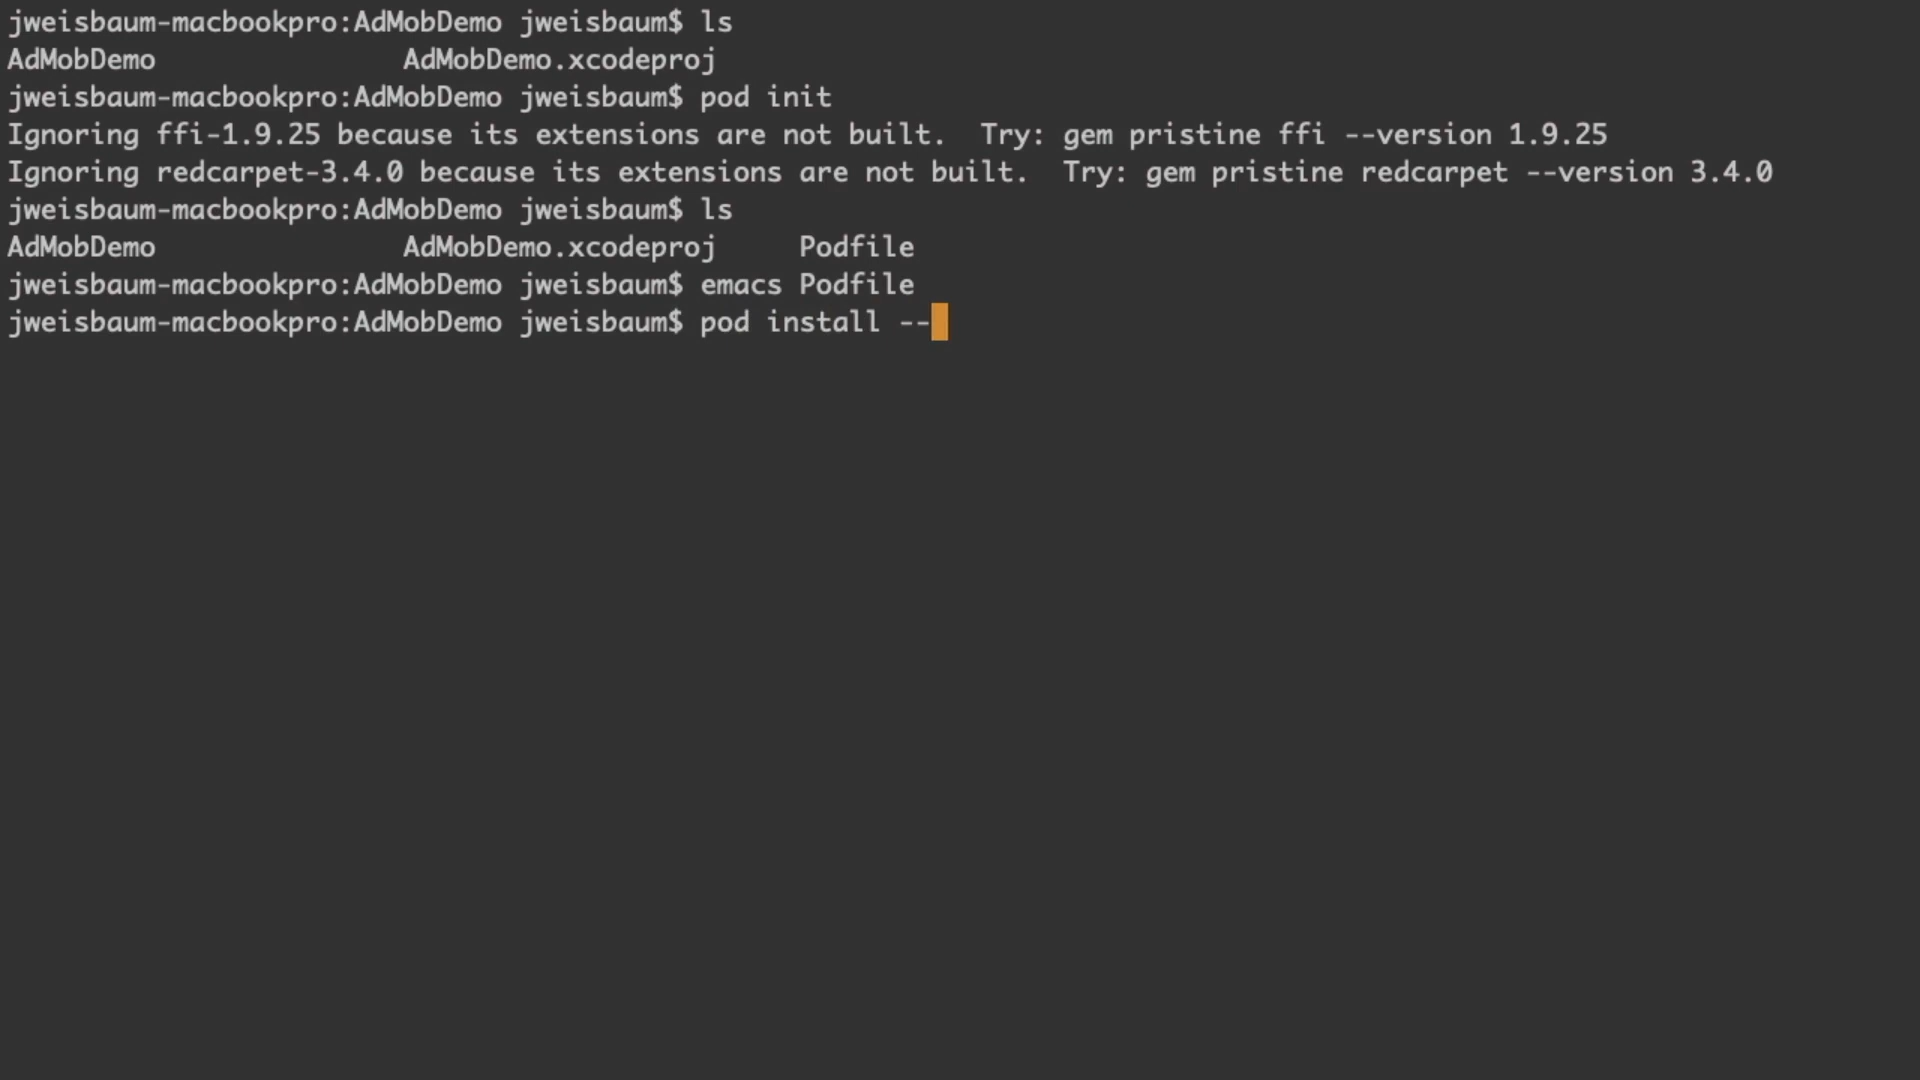 jweisbaum-macbookpro:AdMobDemo jweisbaum$ ls
AdMobDemo               AdMobDemo.xcodeproj
jweisbaum-macbookpro:AdMobDemo jweisbaum$ pod init
Ignoring ffi-1.9.25 because its extensions are not built.  Try: gem pristine ffi --version 1.9.25
Ignoring redcarpet-3.4.0 because its extensions are not built.  Try: gem pristine redcarpet --version 3.4.0
jweisbaum-macbookpro:AdMobDemo jweisbaum$ ls
AdMobDemo               AdMobDemo.xcodeproj     Podfile
jweisbaum-macbookpro:AdMobDemo jweisbaum$ emacs Podfile
jweisbaum-macbookpro:AdMobDemo jweisbaum$ pod install --